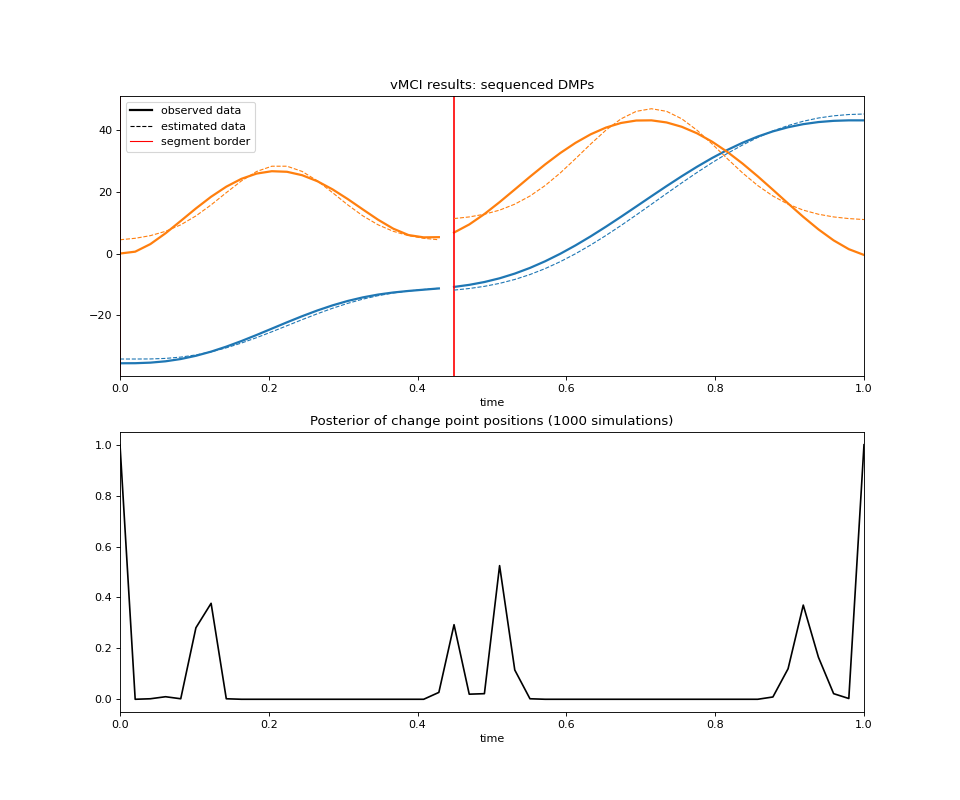 vMCI results: sequenced DMPs
observed data
estimated data
segment border
40
20
0
−20
0.0 0.2 0.4 0.6 0.8 1.0
time
Posterior of change point positions (1000 simulations)
1.0
0.8
0.6
0.4
0.2
0.0
0.0 0.2 0.4 0.6 0.8 1.0
time